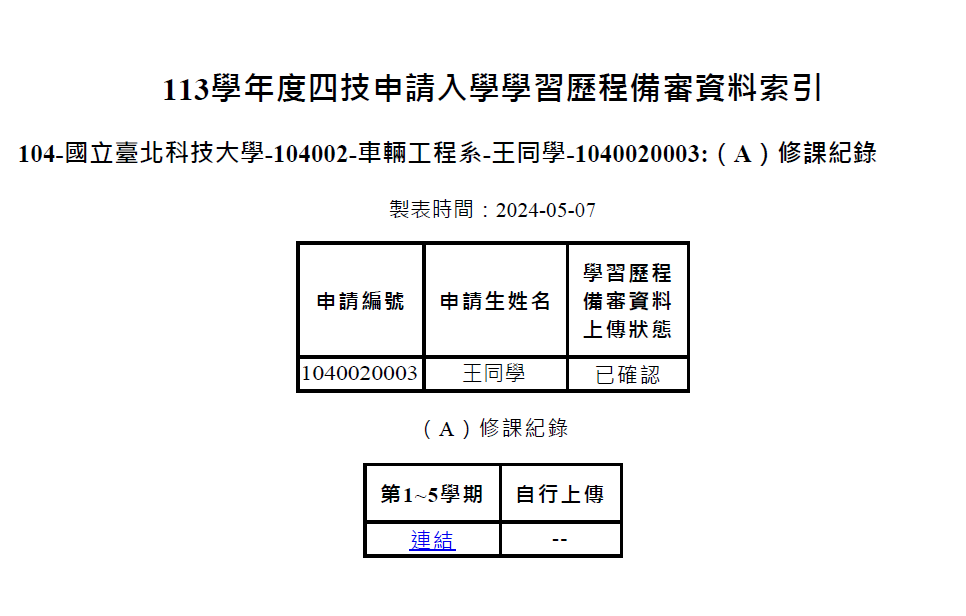 113學年度四技申請入學學習歷程備審資料索引
104-國立臺北科技大學-104002-車輛工程系-王同學-1040020003:（A）修課紀錄
製表時間：2024-05-07
申請編號 申請生姓名 學習歷程
備審資料
上傳狀態
1040020003 王同學 已確認
（A）修課紀錄
第1~5學期 自行上傳
連結 --